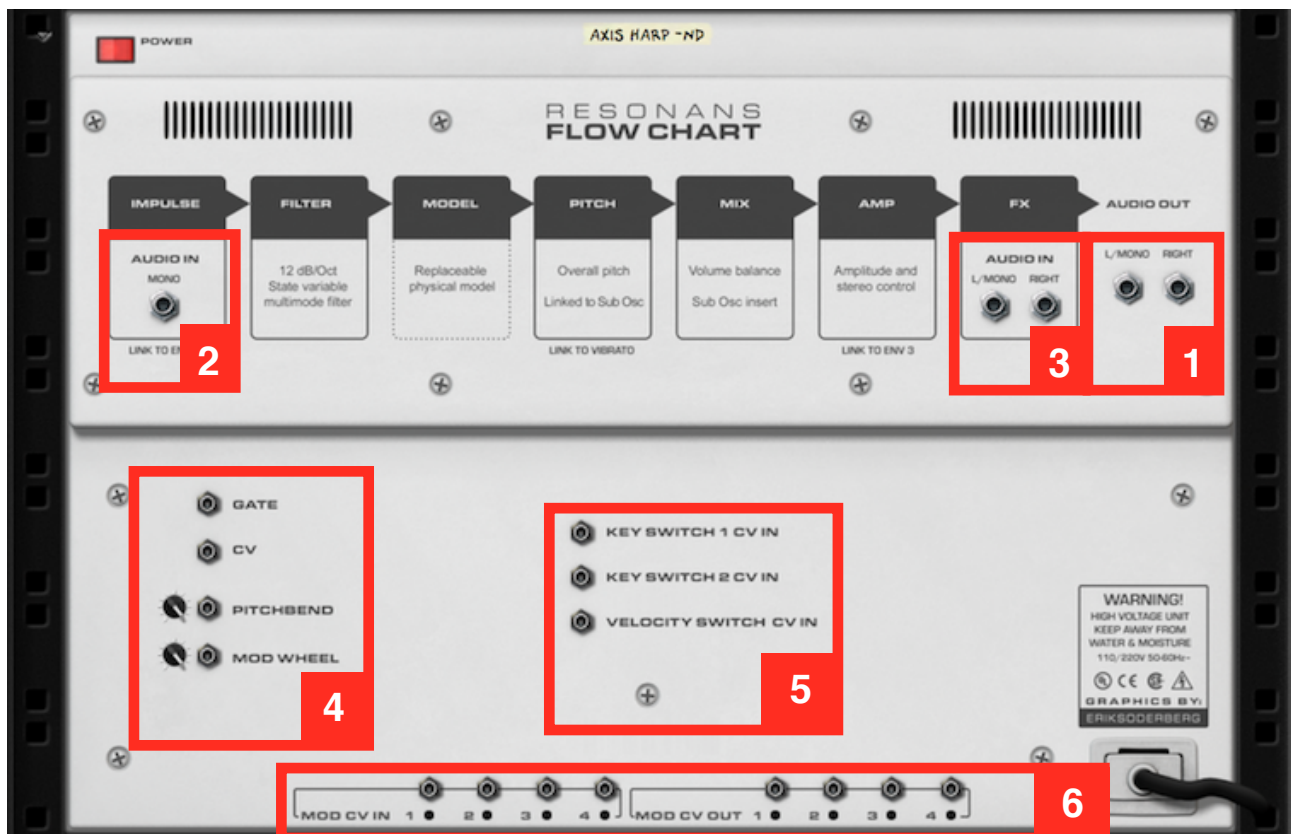 POWER
AXIS HARP -ND
RESONANS
FLOW CHART
IMPULSE
FILTER
MODEL
PITCH
MIX
AMP
FX
AUDIO OUT
AUDIO IN
MONO
LINK TO
2
12 dB/Oct
State variable
multimode filter
Replaceable
physical model
Overall pitch
Linked to Sub Osc
LINK TO VIBRATO
Volume balance
Sub Osc insert
Amplitude and
stereo control
LINK TO ENV 3
AUDIO IN
L/MONO RIGHT
3
L/MONO RIGHT
1
GATE
CV
PITCHBEND
MOD WHEEL
4
KEY SWITCH 1 CV IN
KEY SWITCH 2 CV IN
VELOCITY SWITCH CV IN
5
WARNING!
HIGH VOLTAGE UNIT
KEEP AWAY FROM
WATER & MOISTURE
110/220V 50-60Hz~
CE
GRAPHICS BY:
ERIKSODERBERG
MOD CV IN 1 2 3 4 MOD CV OUT 1 2 3 4
6